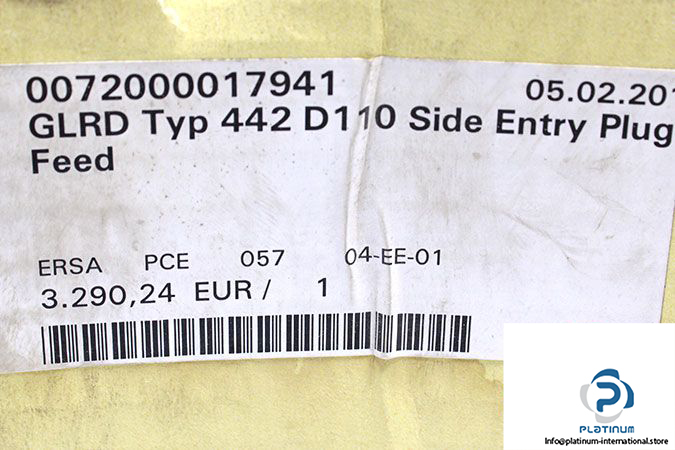 0072000017941 05.02.201
GLRD Typ 442 D110 Side Entry Plug
Feed
ERSA PCE 057 04-EE-01
3.290,24 EUR / 1
PLATINUM
Info@platinum-international.store